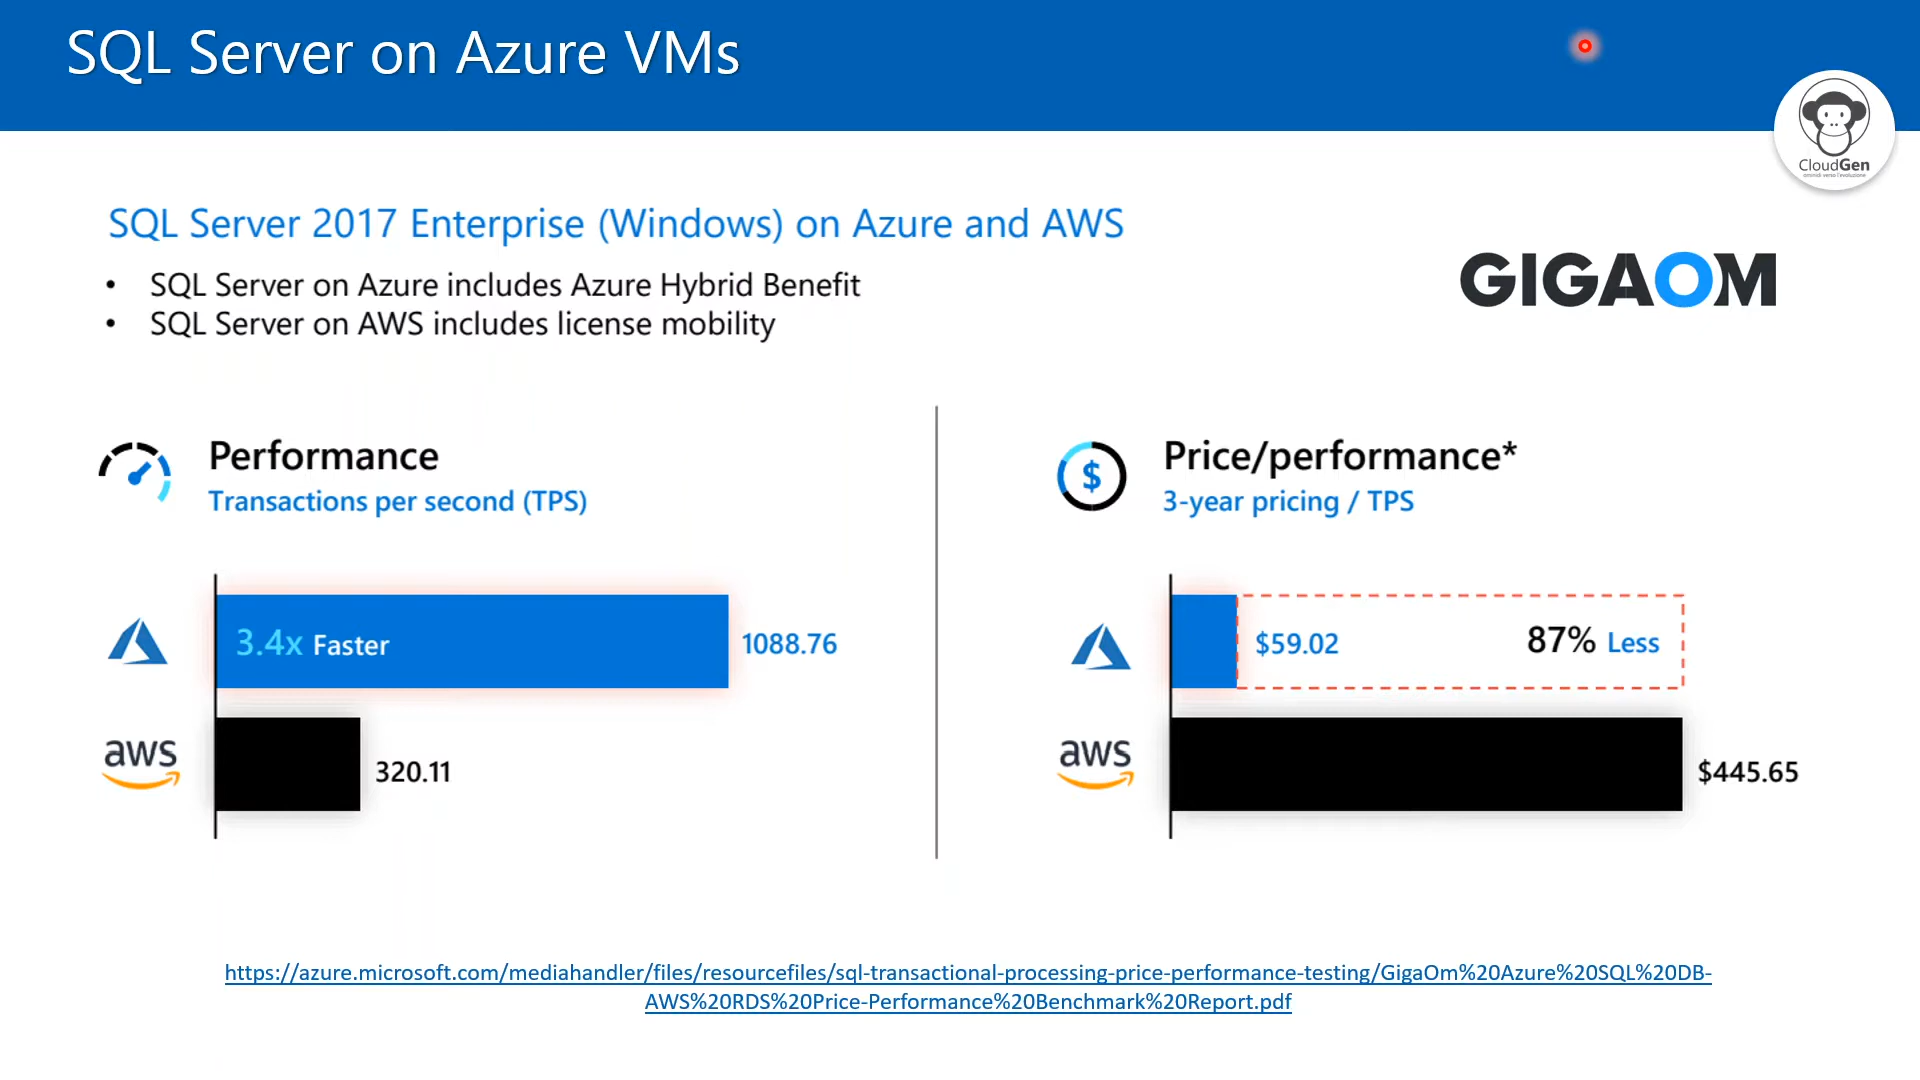 SQL Server on Azure VMs
CloudGen
SQL Server 2017 Enterprise (Windows) on Azure and AWS
• SQL Server on Azure includes Azure Hybrid Benefit
• SQL Server on AWS includes license mobility
GIGAOM
Performance
Transactions per second (TPS)
3.4x Faster
1088.76
aws
320.11
Price/performance*
3-year pricing / TPS
$
$59.02
87% Less
aws
$445.65
https://azure.microsoft.com/mediahandler/files/resourcefiles/sql-transactional-processing-price-performance-testing/GigaOm%20Azure%20SQL%20DB-
AWS%20RDS%20Price-Performance%20Benchmark%20Report.pdf